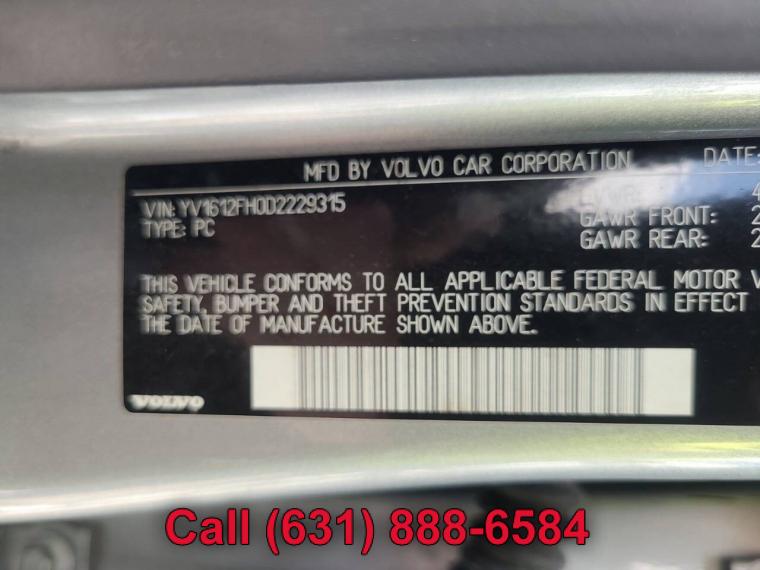 MFD BY VOLVO CAR CORPORATION DATE:
VIN: YV1612FH0D2229315
TYPE: PC
GAWR FRONT: 2
GAWR REAR: 2
THIS VEHICLE CONFORMS TO ALL APPLICABLE FEDERAL MOTOR V
SAFETY, BUMPER AND THEFT PREVENTION STANDARDS IN EFFECT
THE DATE OF MANUFACTURE SHOWN ABOVE.
VOLVO
Call (631) 888-6584